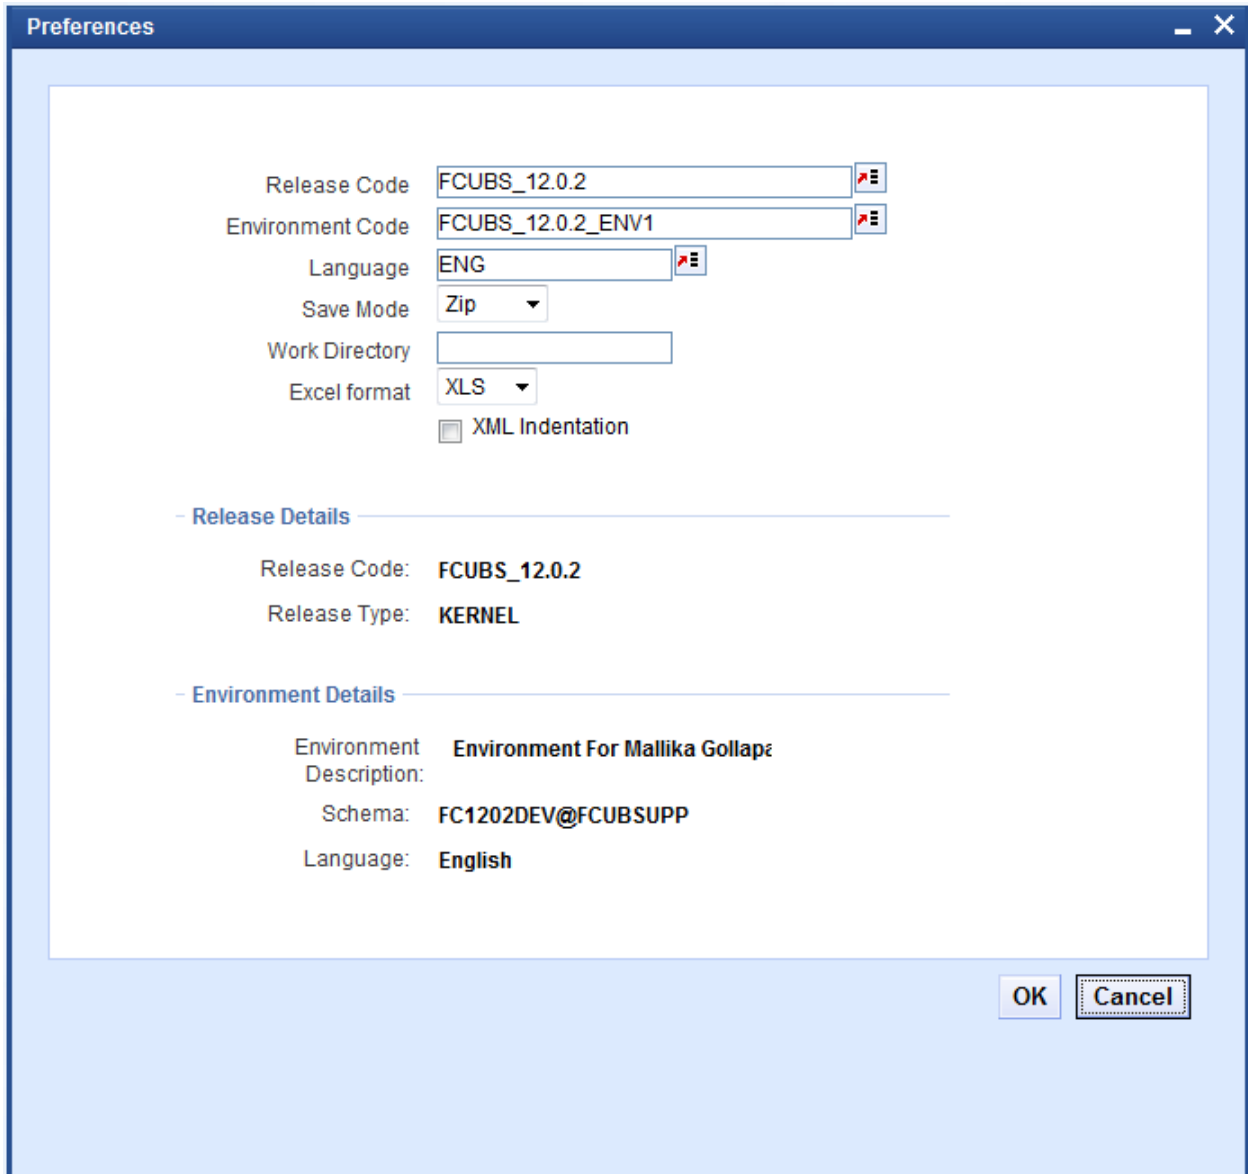 Preferences
Release Code FCUBS_12.0.2
Environment Code FCUBS_12.0.2_ENV1
Language ENG
Save Mode Zip
Work Directory
Excel format XLS
XML Indentation
Release Details
Release Code: FCUBS_12.0.2
Release Type: KERNEL
Environment Details
Environment Description: Environment For Mallika Gollapa
Schema: FC1202DEV@FCUBSUPP
Language: English
OK Cancel